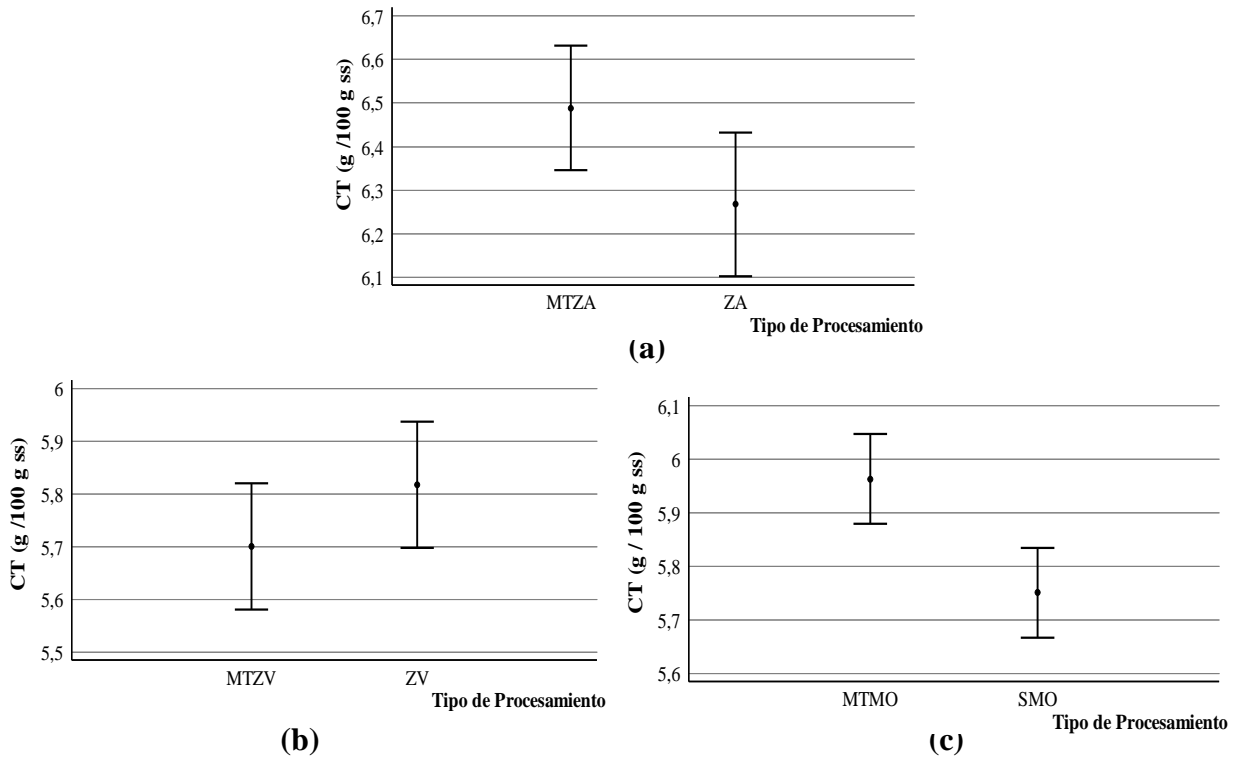 6,7
6,6
6,5
6,4
6,3
6,2
6,1
CT (g /100 g ss)
MTZA ZA
Tipo de Procesamiento
(a)
6
5,9
5,8
5,7
5,6
5,5
CT (g /100 g ss)
MTZV ZV
Tipo de Procesamiento
(b)
6,1
6
5,9
5,8
5,7
5,6
CT (g / 100 g ss)
MTMO SMO
Tipo de Procesamiento
(c)